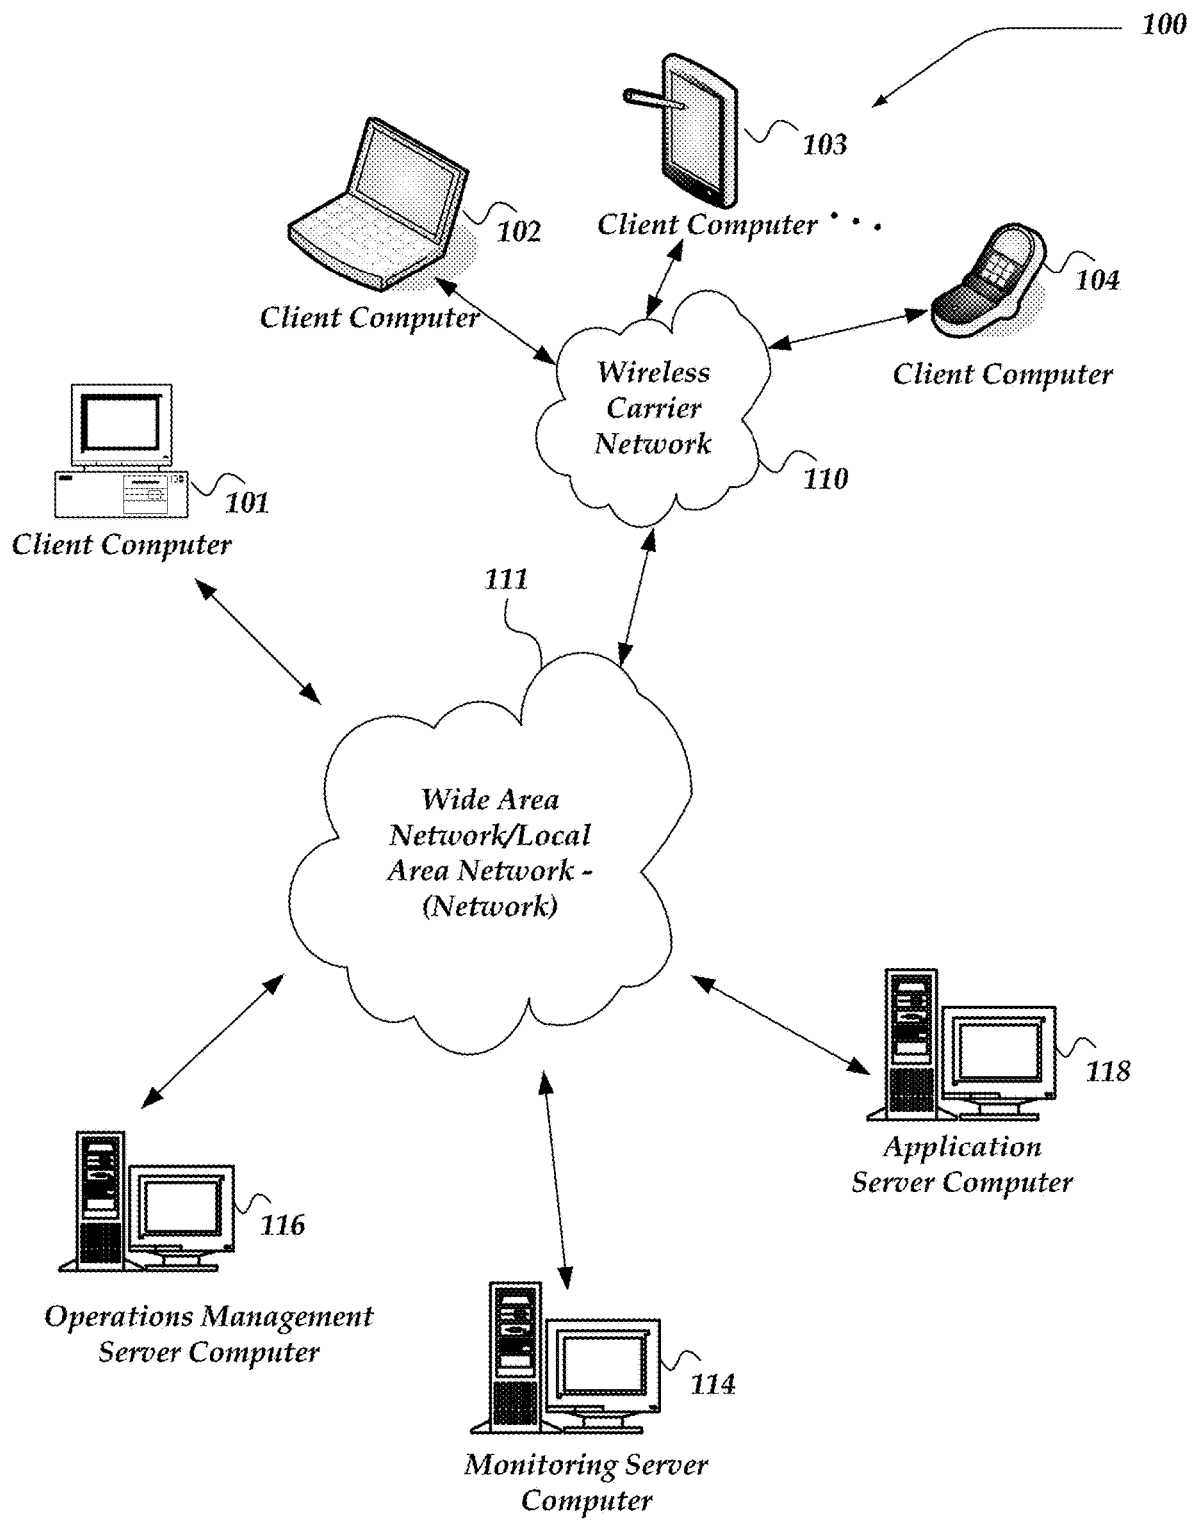 100
103
Client Computer
102
Client Computer
104
Client Computer
Wireless
Carrier
Network
110
101
Client Computer
111
Wide Area
Network/Local
Area Network -
(Network)
118
Application
Server Computer
116
Operations Management
Server Computer
114
Monitoring Server
Computer